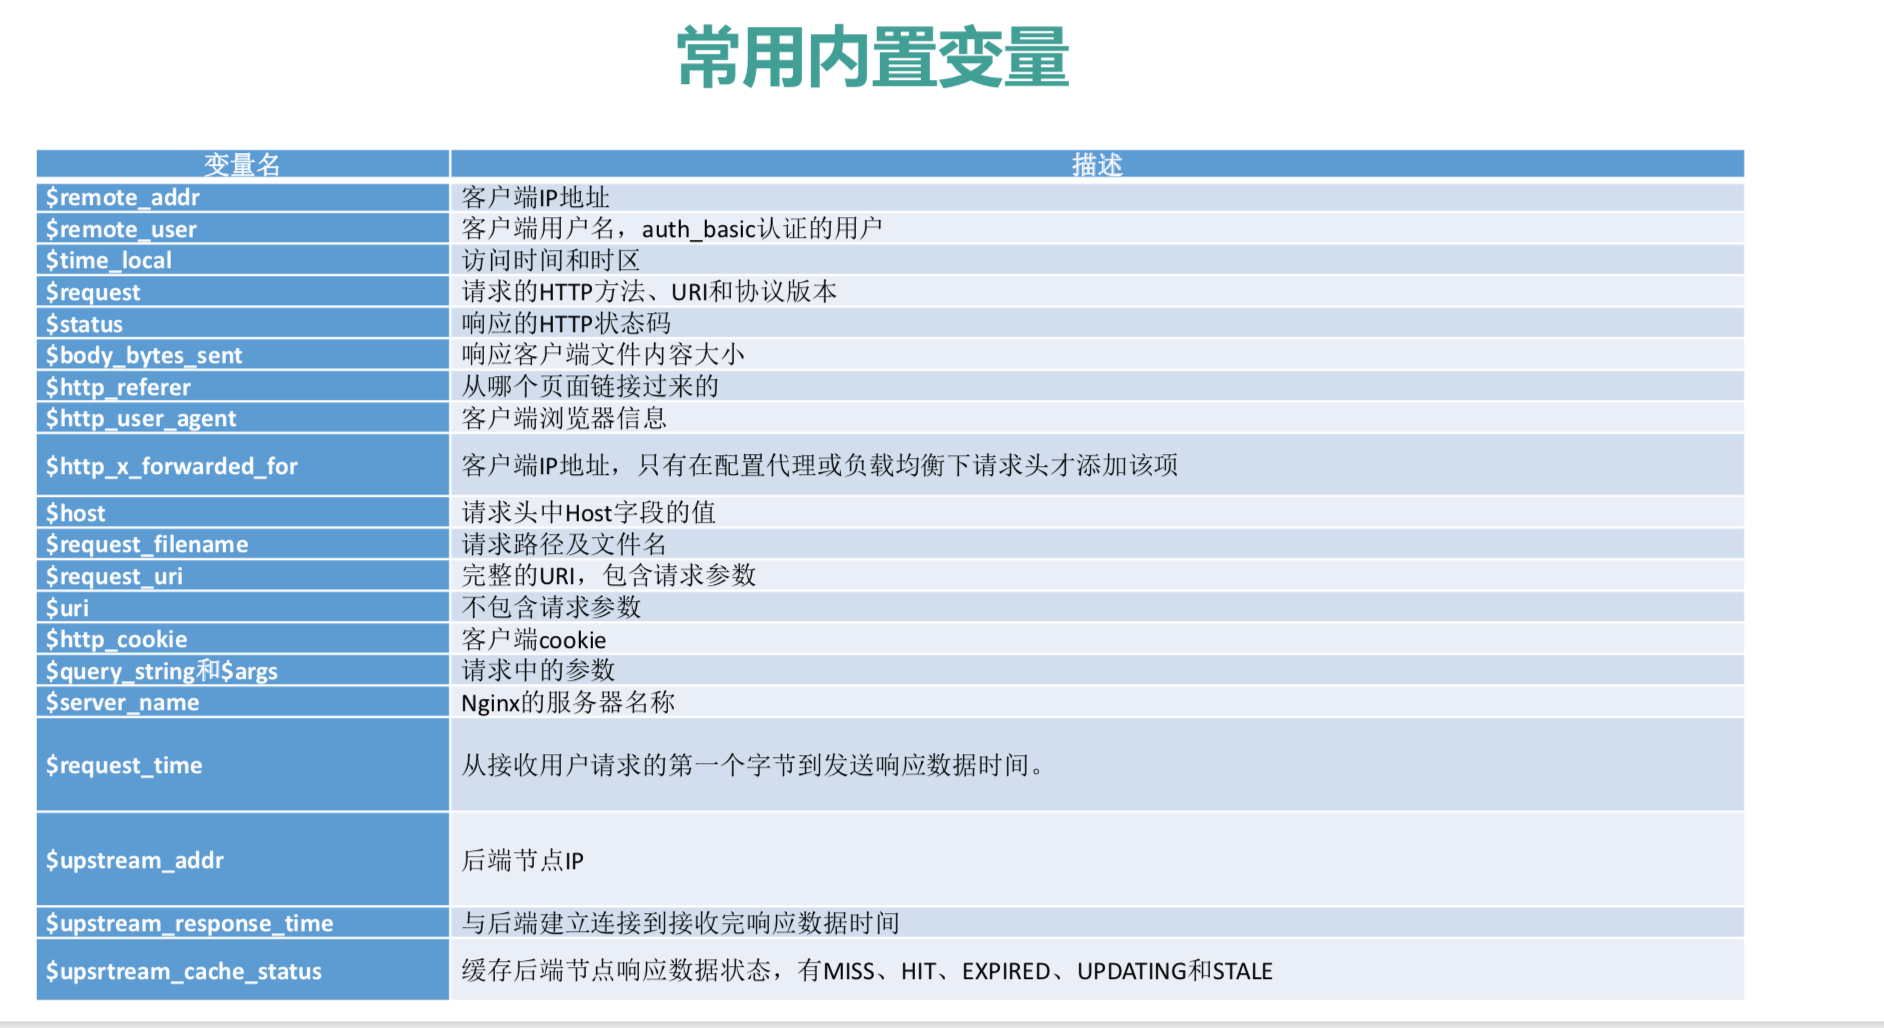 常用内置变量
变量名 描述
$remote_addr 客户端IP地址
$remote_user 客户端用户名，auth_basic认证的用户
$time_local 访问时间和时区
$request 请求的HTTP方法、URI和协议版本
$status 响应的HTTP状态码
$body_bytes_sent 响应客户端文件内容大小
$http_referer 从哪个页面链接过来的
$http_user_agent 客户端浏览器信息
$http_x_forwarded_for 客户端IP地址，只有在配置代理或负载均衡下请求头才添加该项
$host 请求头中Host字段的值
$request_filename 请求路径及文件名
$request_uri 完整的URI，包含请求参数
$uri 不包含请求参数
$http_cookie 客户端cookie
$query_string和$args 请求中的参数
$server_name Nginx的服务器名称
$request_time 从接收用户请求的第一个字节到发送响应数据时间。
$upstream_addr 后端节点IP
$upstream_response_time 与后端建立连接到接收完响应数据时间
$upsrtream_cache_status 缓存后端节点响应数据状态，有MISS、HIT、EXPIRED、UPDATING和STALE